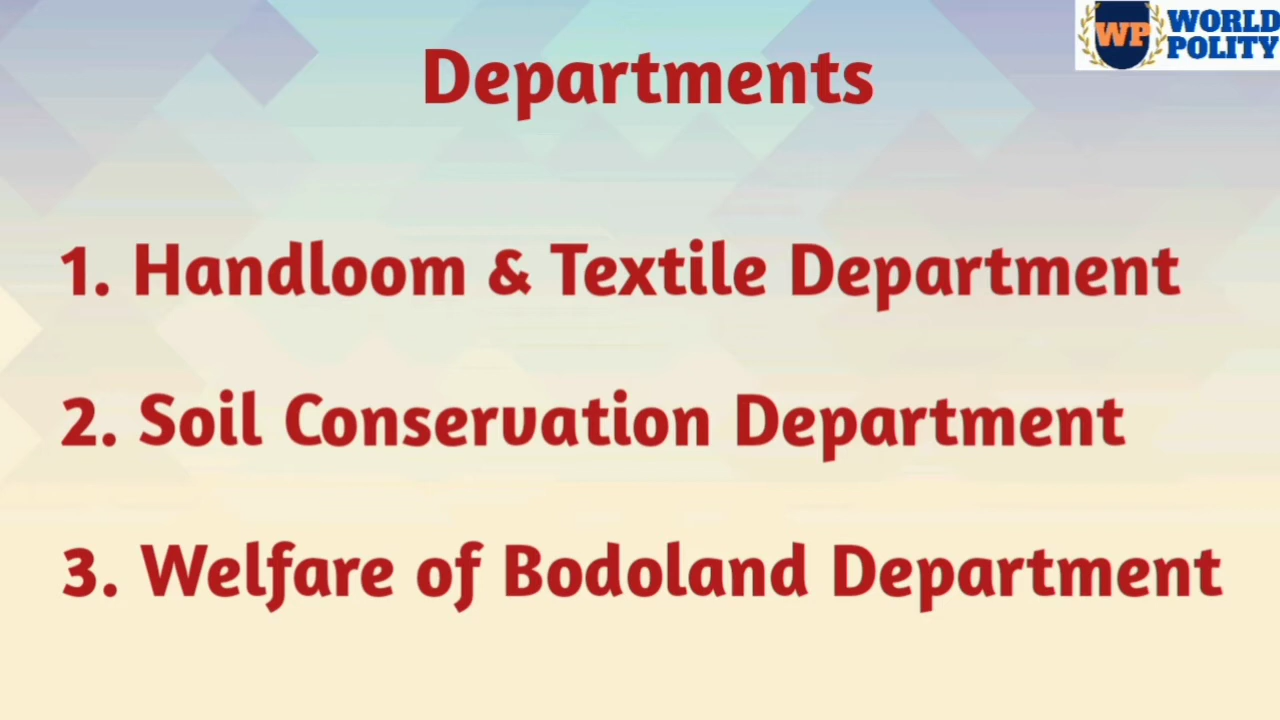 WP WORLD
POLITY
Departments
1. Handloom & Textile Department
2. Soil Conservation Department
3. Welfare of Bodoland Department